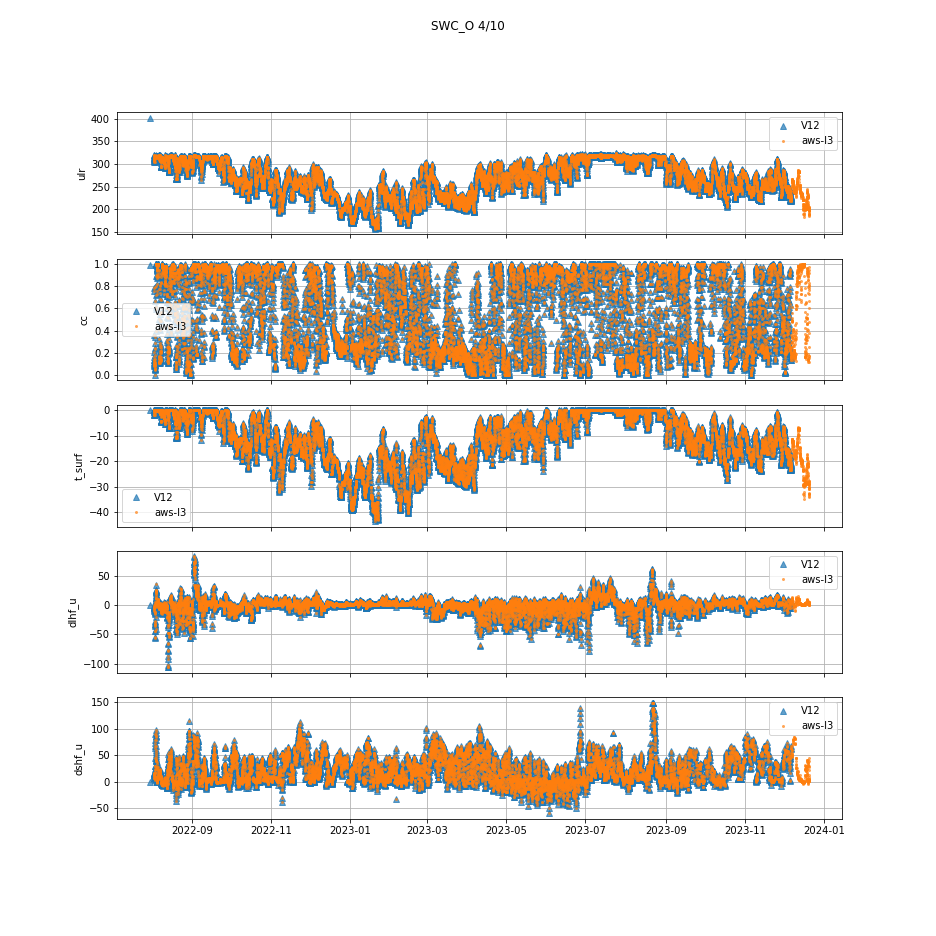 SWC_O 4/10
400
350
300
250
200
150
ulr
V12
aws-l3
1.0
0.8
0.6
0.4
0.2
0.0
cc
V12
aws-l3
0
−10
−20
−30
−40
t_surf
V12
aws-l3
50
0
−50
−100
dlhf_u
V12
aws-l3
150
100
50
0
−50
dshf_u
V12
aws-l3
2022-09
2022-11
2023-01
2023-03
2023-05
2023-07
2023-09
2023-11
2024-01